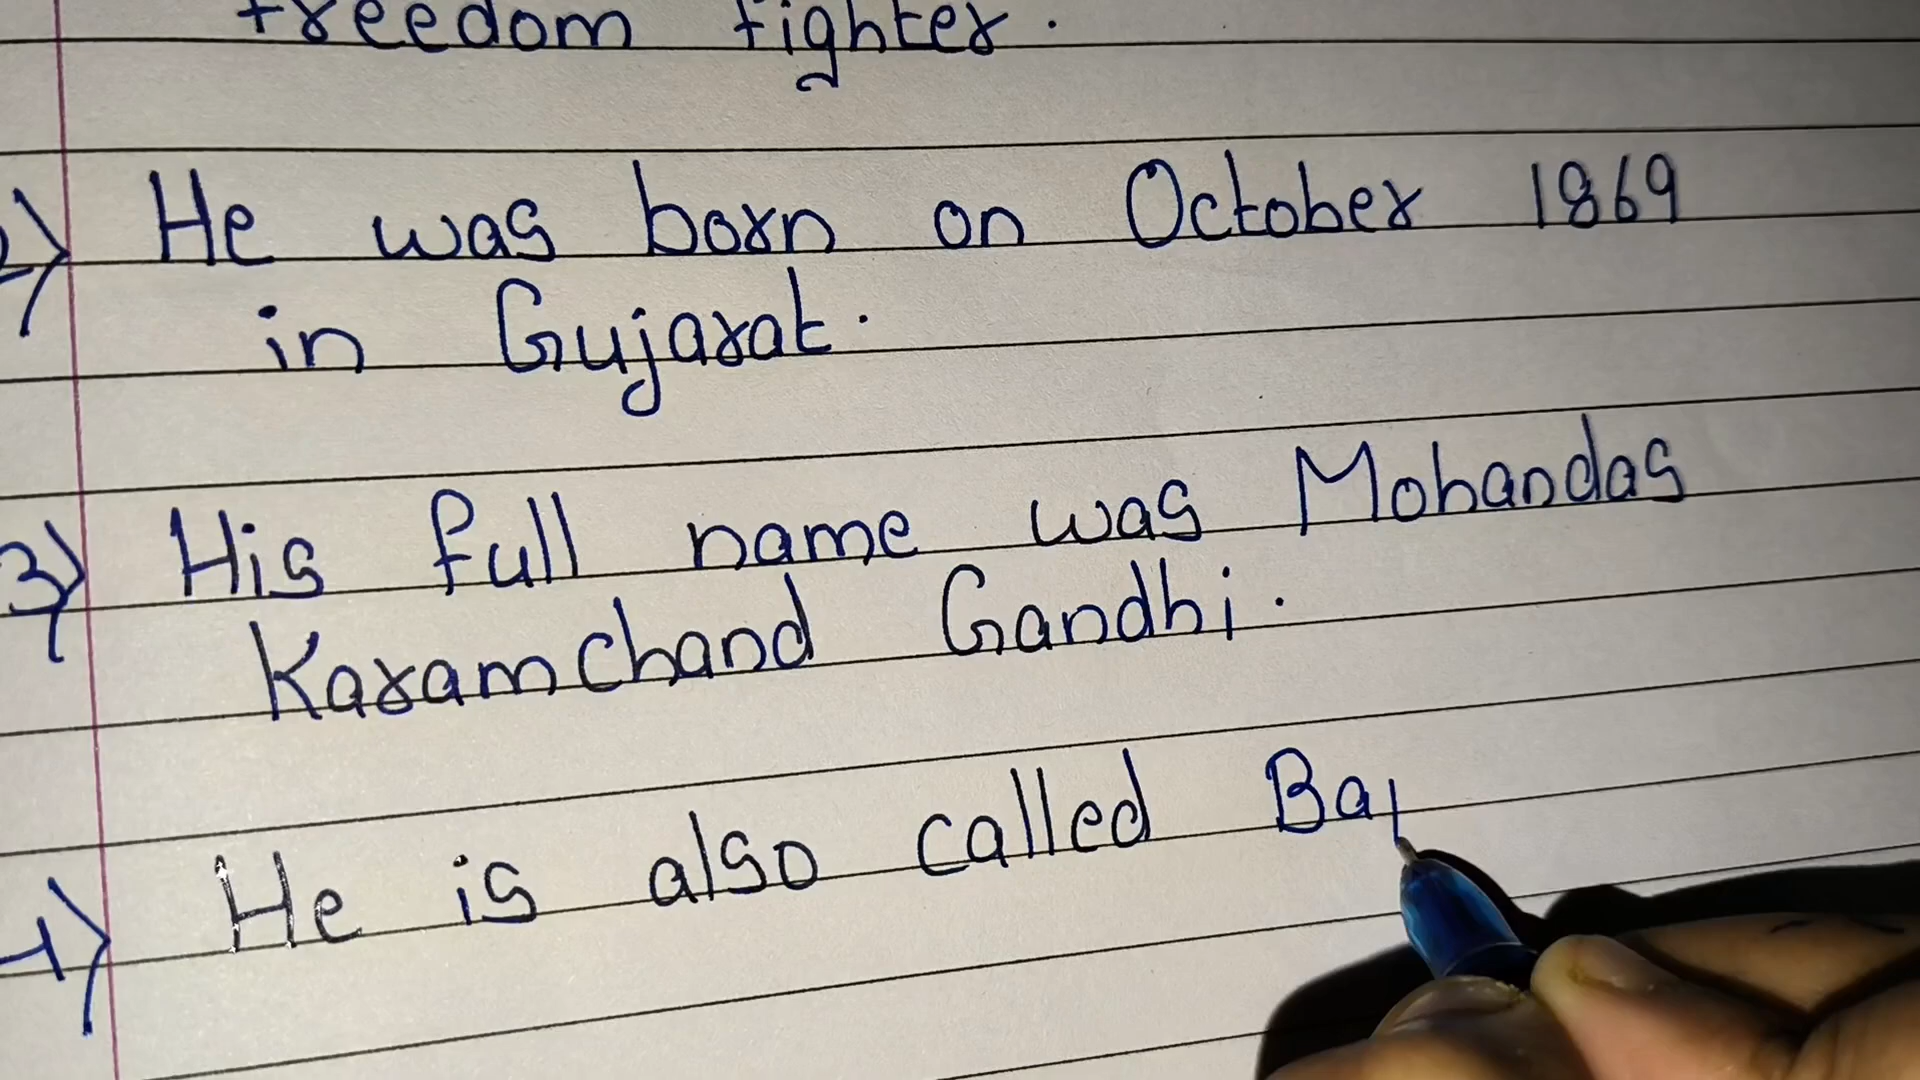 freedom fighter.
2) He was born on October 1869
in Gujarat.
3) His full name was Mohandas
Karamchand Gandhi.
4) He is also called Ba